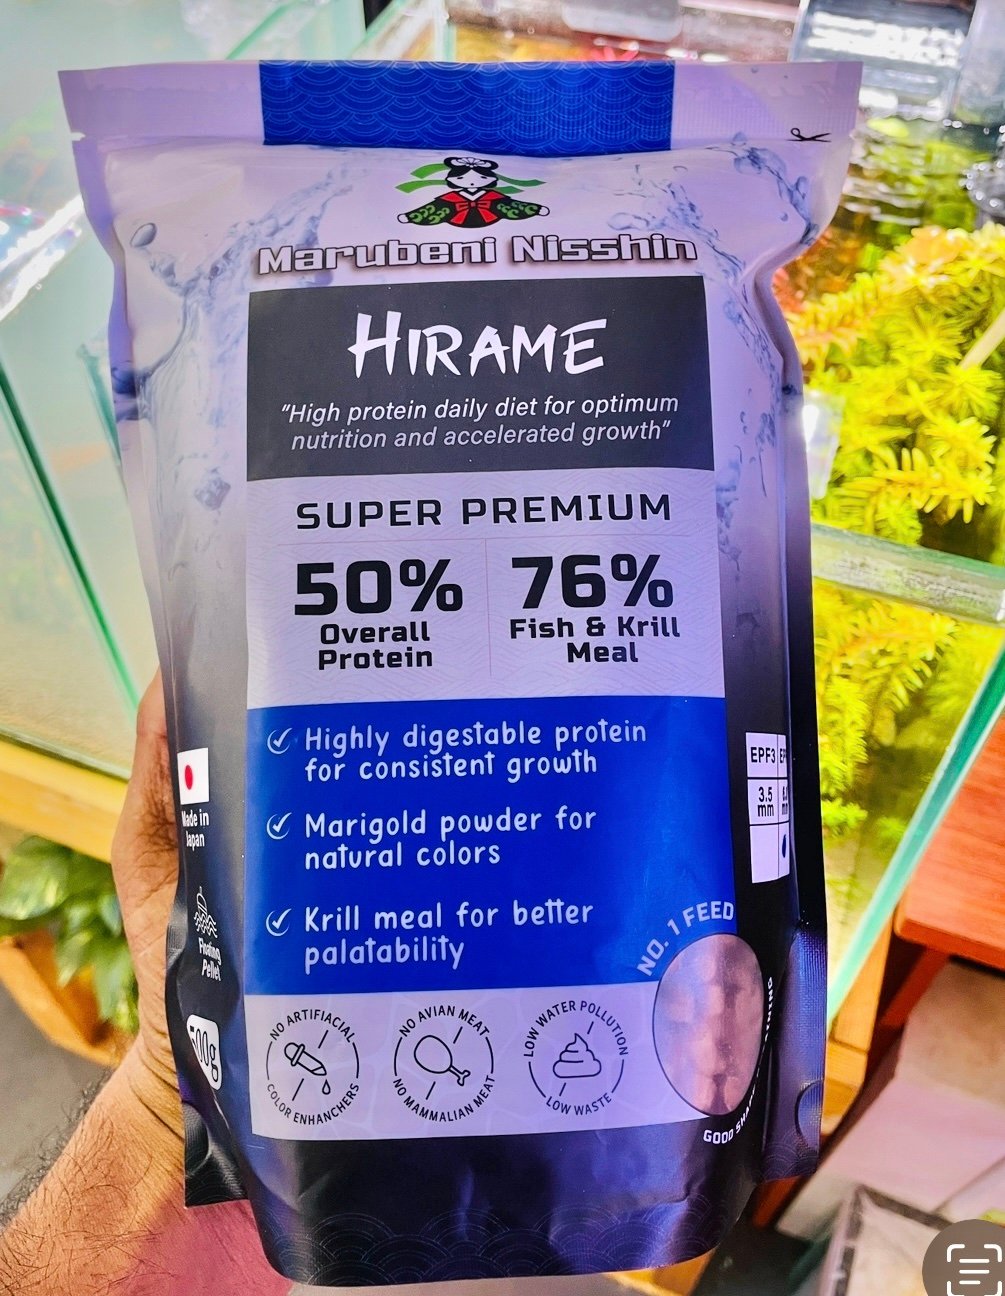 Marubeni Nisshin
HIRAME
“High protein daily diet for optimum
nutrition and accelerated growth”
SUPER PREMIUM
50%
Overall
Protein
76%
Fish & Krill
Meal
Highly digestable protein
for consistent growth
Marigold powder for
natural colors
Krill meal for better
palatability
Made in
Japan
Floating
Pellet
500g
EPF3
3.5
mm
NO. 1 FEED
GOOD
NO ARTIFIACIAL
COLOR ENHANCERS
NO AVIAN MEAT
NO MAMMALIAN MEAT
LOW WATER POLLUTION
LOW WASTE